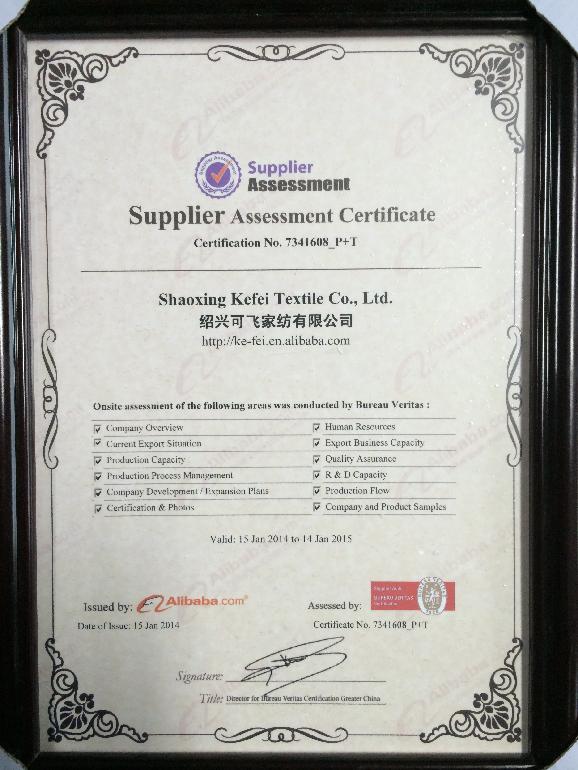 Supplier Assessment
Supplier
Assessment
Supplier Assessment Certificate
Certification No. 7341608_P+T
Shaoxing Kefei Textile Co., Ltd.
绍兴可飞家纺有限公司
http://ke-fei.en.alibaba.com
Onsite assessment of the following areas was conducted by Bureau Veritas :
Company Overview
Human Resources
Current Export Situation
Export Business Capacity
Production Capacity
Quality Assurance
Production Process Management
R & D Capacity
Company Development / Expansion Plans
Production Flow
Certification & Photos
Company and Product Samples
Valid: 15 Jan 2014 to 14 Jan 2015
Issued by: Alibaba.com®
Assessed by:
BUREAU VERITAS
Certification
Date of Issue: 15 Jan 2014
Certificate No. 7341608_P+T
Signature:
Title: Director for Bureau Veritas Certification Greater China